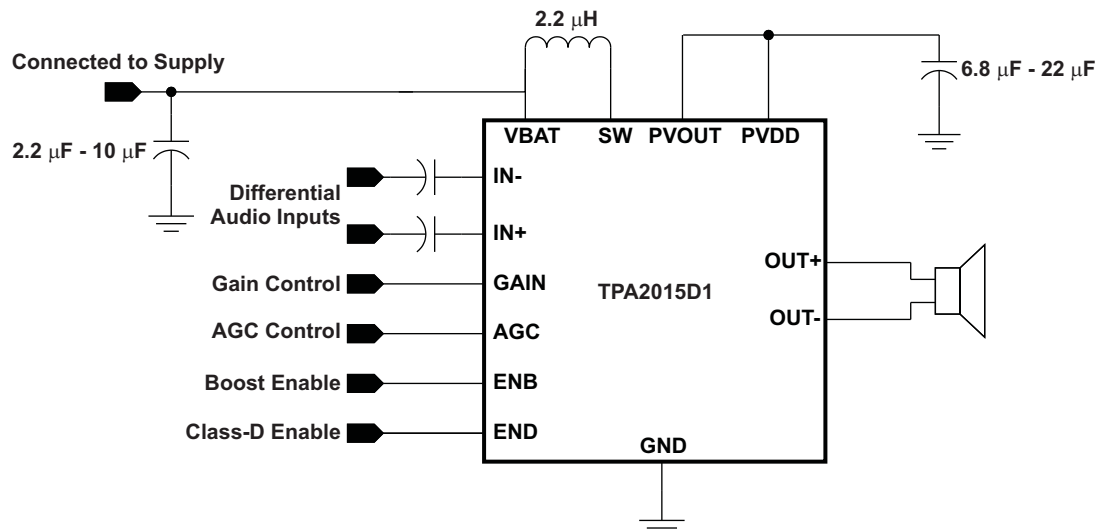 2.2 μH
Connected to Supply
6.8 μF - 22 μF
2.2 μF - 10 μF
VBAT SW PVOUT PVDD
Differential
Audio Inputs
IN-
IN+
Gain Control
GAIN
TPA2015D1
OUT+
OUT-
AGC Control
AGC
Boost Enable
ENB
Class-D Enable
END
GND